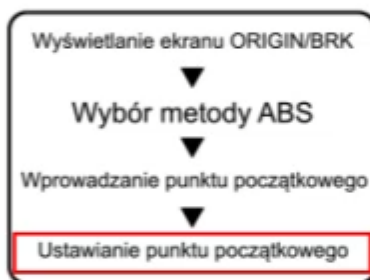 Wyświetlanie ekranu ORIGIN/BRK
Wybór metody ABS
Wprowadzanie punktu początkowego
Ustawianie punktu początkowego